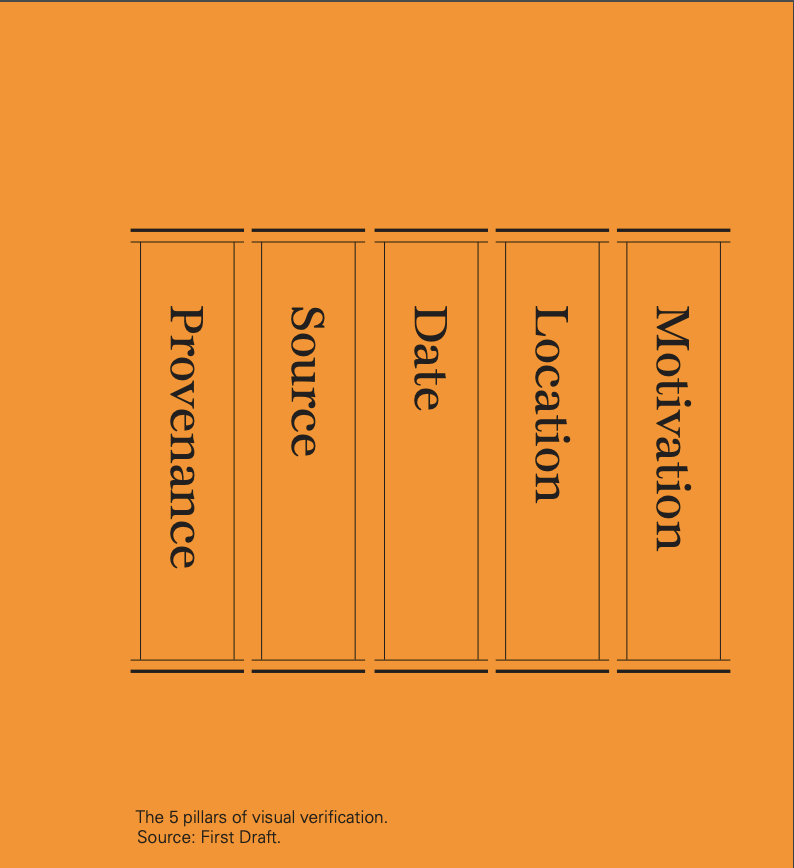 Provenance
Source
Date
Location
Motivation
The 5 pillars of visual verification.
Source: First Draft.